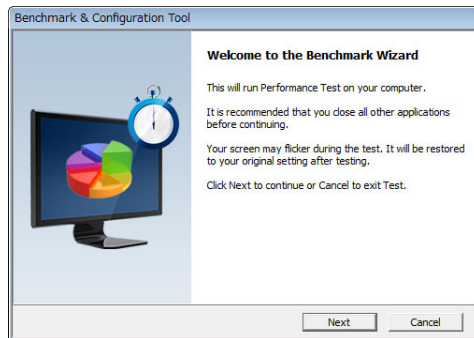 Benchmark & Configuration Tool
Welcome to the Benchmark Wizard
This will run Performance Test on your computer.
It is recommended that you close all other applications
before continuing.
Your screen may flicker during the test. It will be restored
to your original setting after testing.
Click Next to continue or Cancel to exit Test.
Next
Cancel